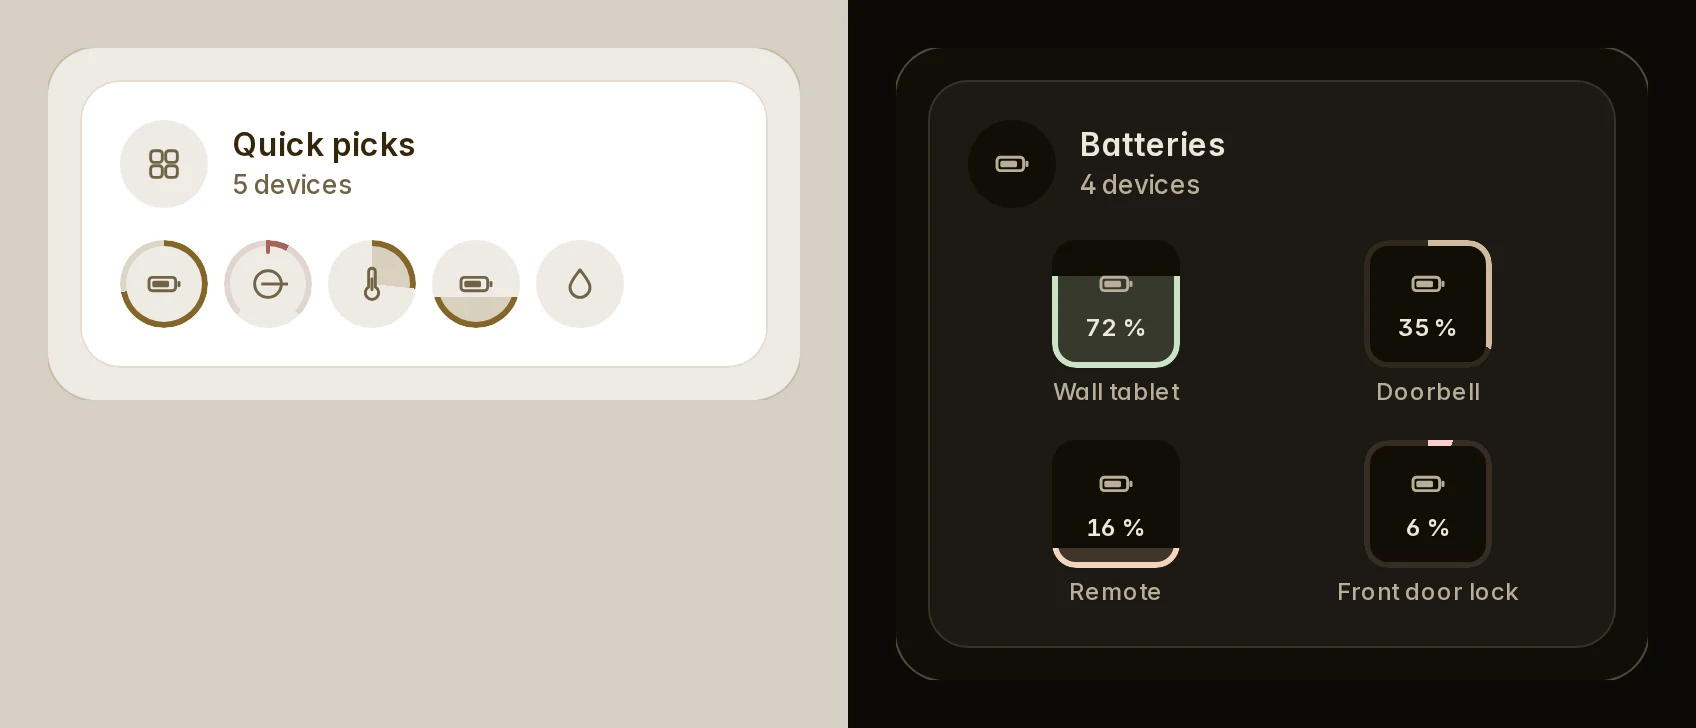 Quick picks
5 devices
Batteries
4 devices
72 %
35 %
Wall tablet
Doorbell
16 %
6 %
Remote
Front door lock